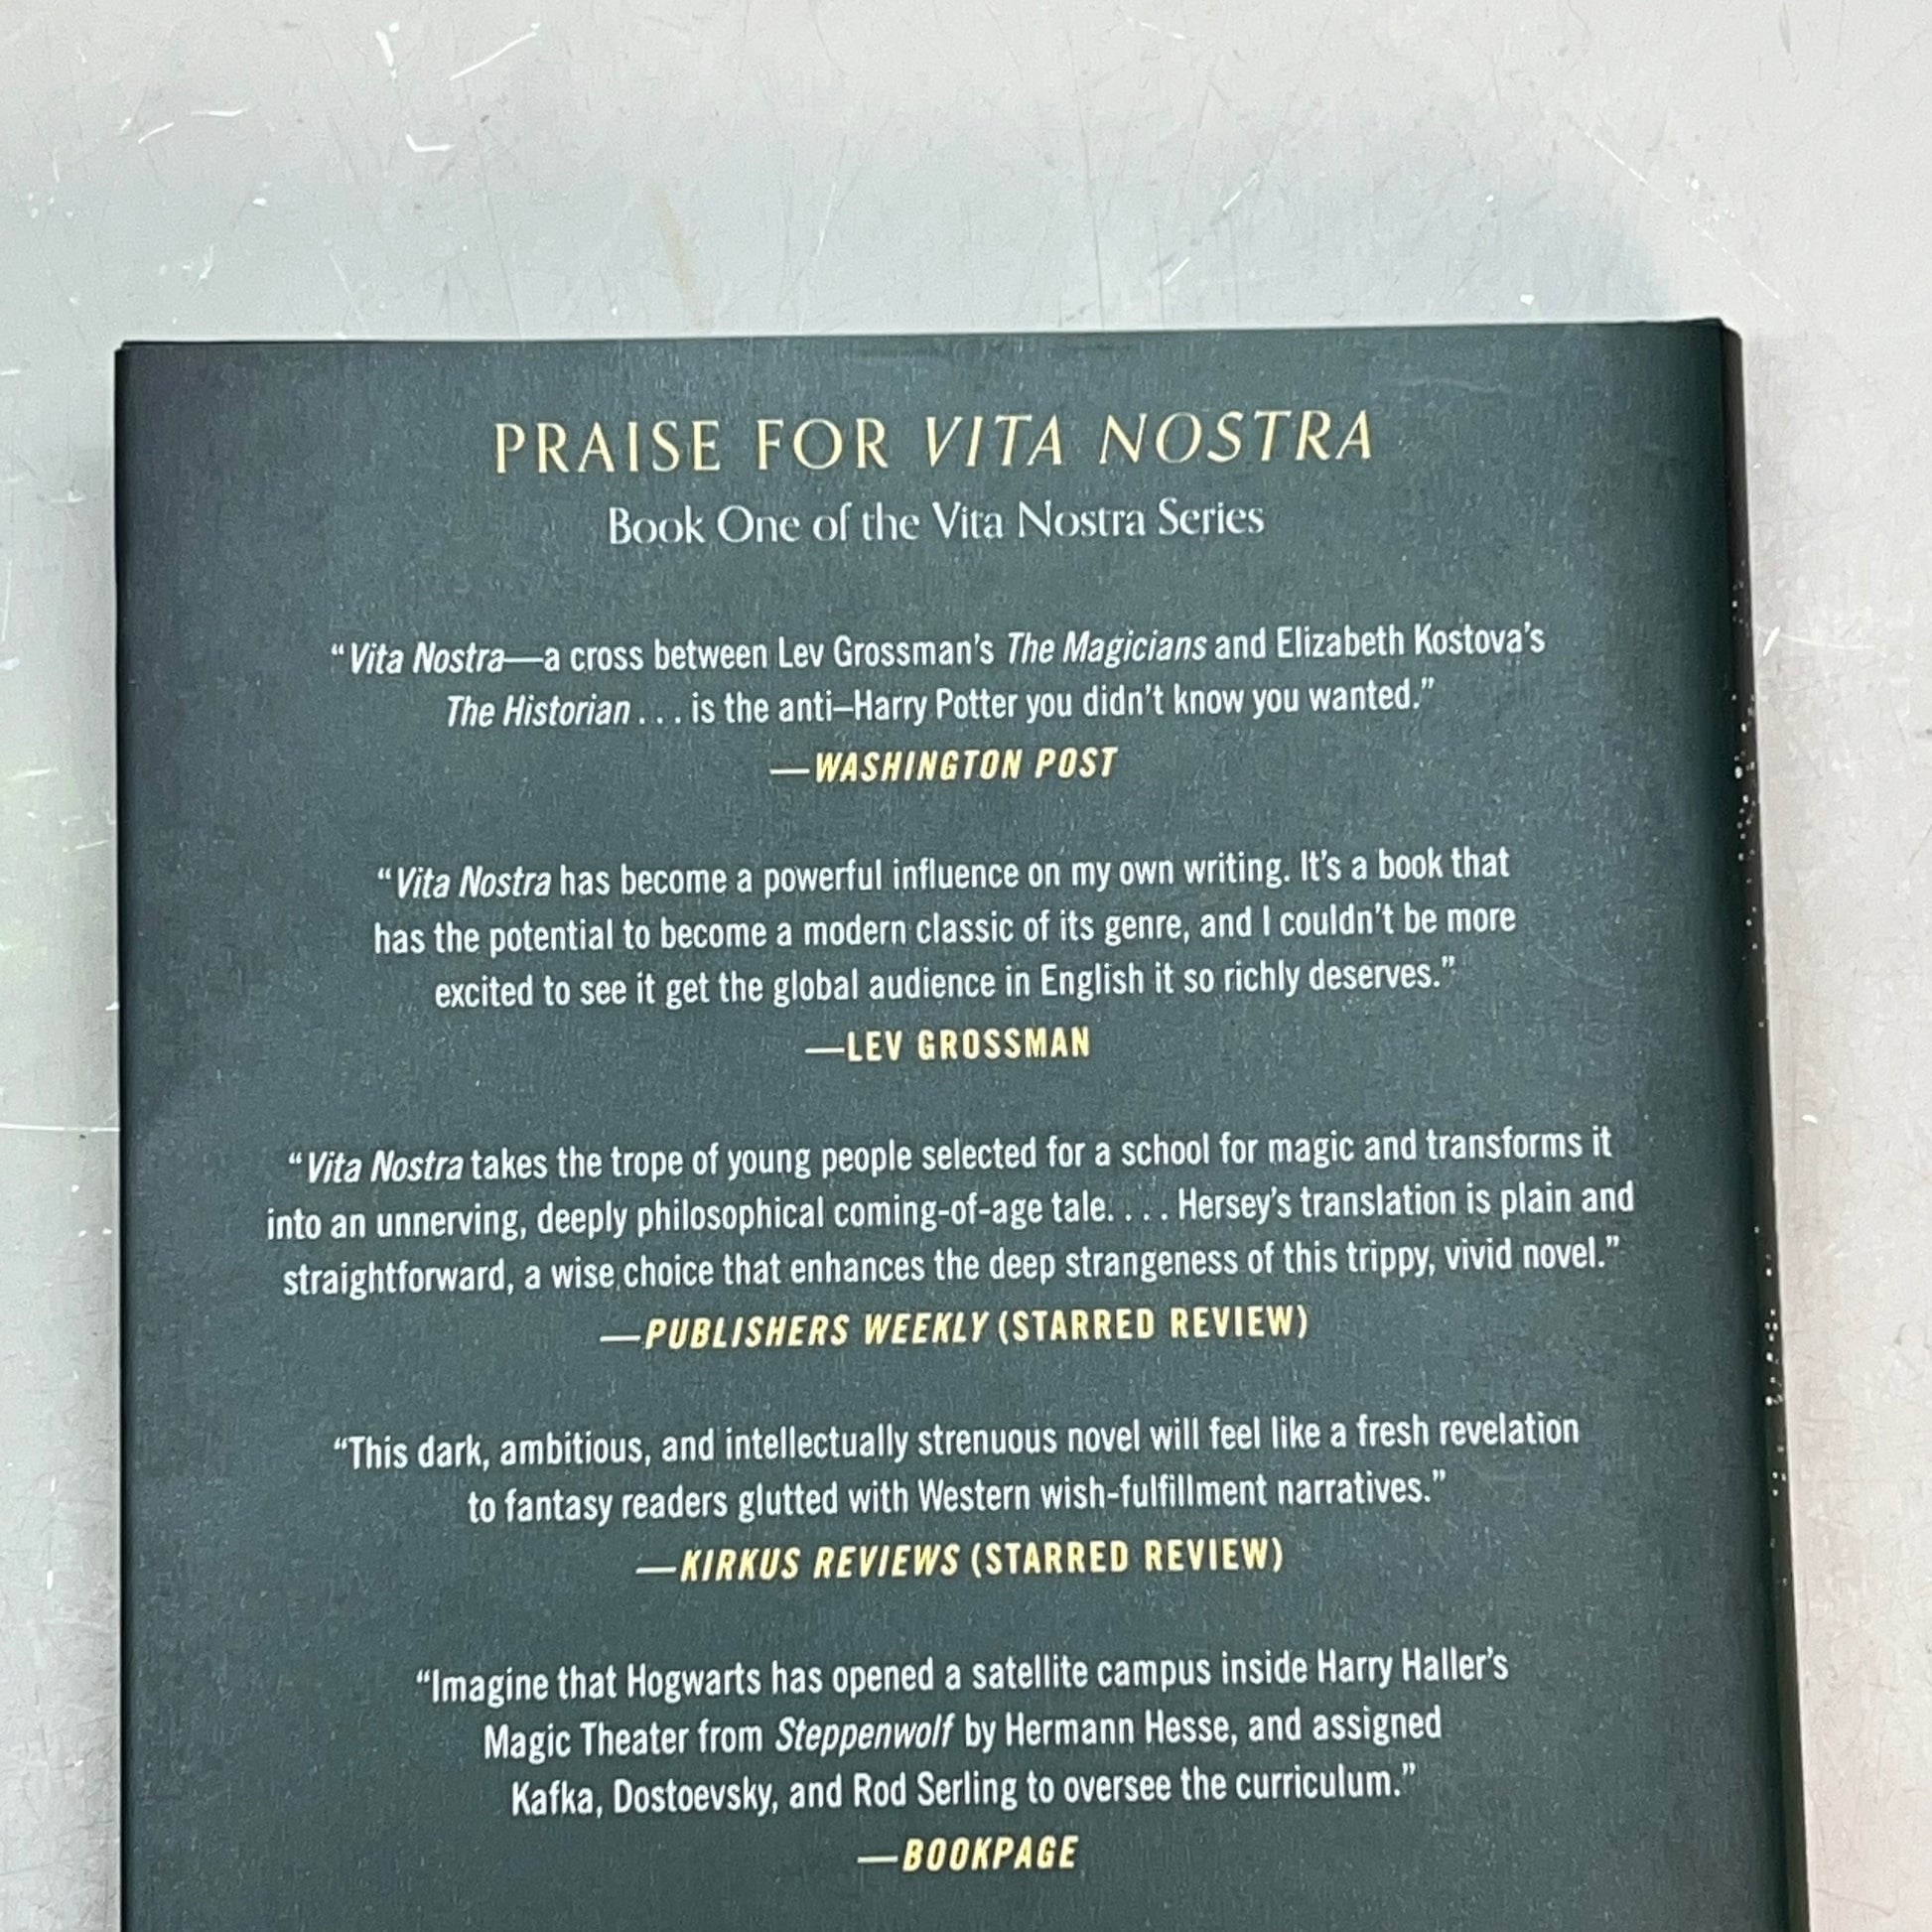 PRAISE FOR VITA NOSTRA
Book One of the Vita Nostra Series
“Vita Nostra—a cross between Lev Grossman’s The Magicians and Elizabeth Kostova’s
The Historian . . . is the anti–Harry Potter you didn’t know you wanted.”
—WASHINGTON POST
“Vita Nostra has become a powerful influence on my own writing. It’s a book that
has the potential to become a modern classic of its genre, and I couldn’t be more
excited to see it get the global audience in English it so richly deserves.”
—LEV GROSSMAN
“Vita Nostra takes the trope of young people selected for a school for magic and transforms it
into an unnerving, deeply philosophical coming-of-age tale. . . . Hersey’s translation is plain and
straightforward, a wise choice that enhances the deep strangeness of this trippy, vivid novel.”
—PUBLISHERS WEEKLY (STARRED REVIEW)
“This dark, ambitious, and intellectually strenuous novel will feel like a fresh revelation
to fantasy readers glutted with Western wish-fulfillment narratives.”
—KIRKUS REVIEWS (STARRED REVIEW)
“Imagine that Hogwarts has opened a satellite campus inside Harry Haller’s
Magic Theater from Steppenwolf by Hermann Hesse, and assigned
Kafka, Dostoevsky, and Rod Serling to oversee the curriculum.”
—BOOKPAGE